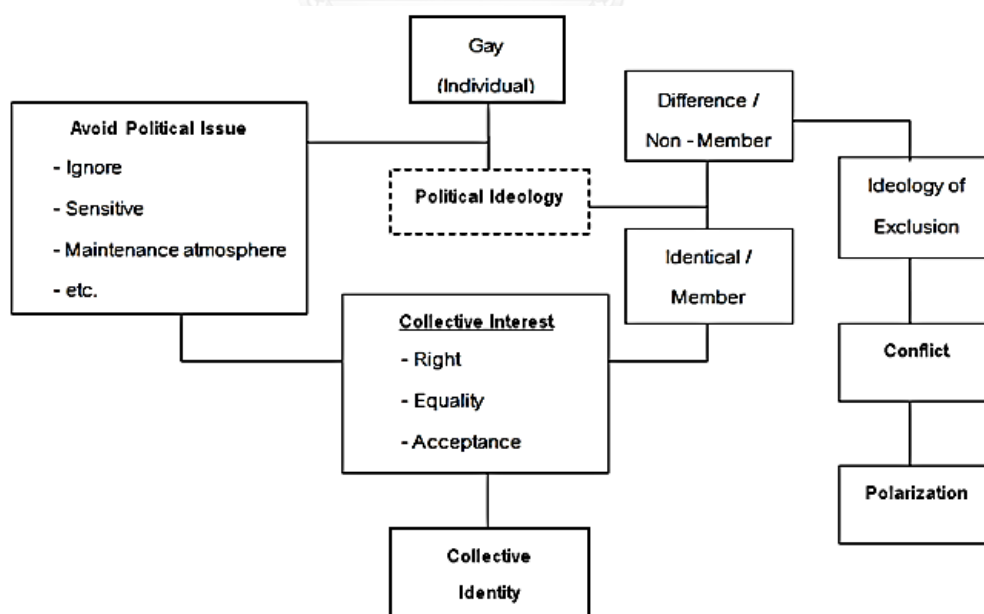 Gay
(Individual)
Avoid Political Issue
- Ignore
- Sensitive
- Maintenance atmosphere
- etc.
Political Ideology
Difference /
Non - Member
Identical /
Member
Ideology of
Exclusion
Conflict
Polarization
Collective Interest
- Right
- Equality
- Acceptance
Collective
Identity